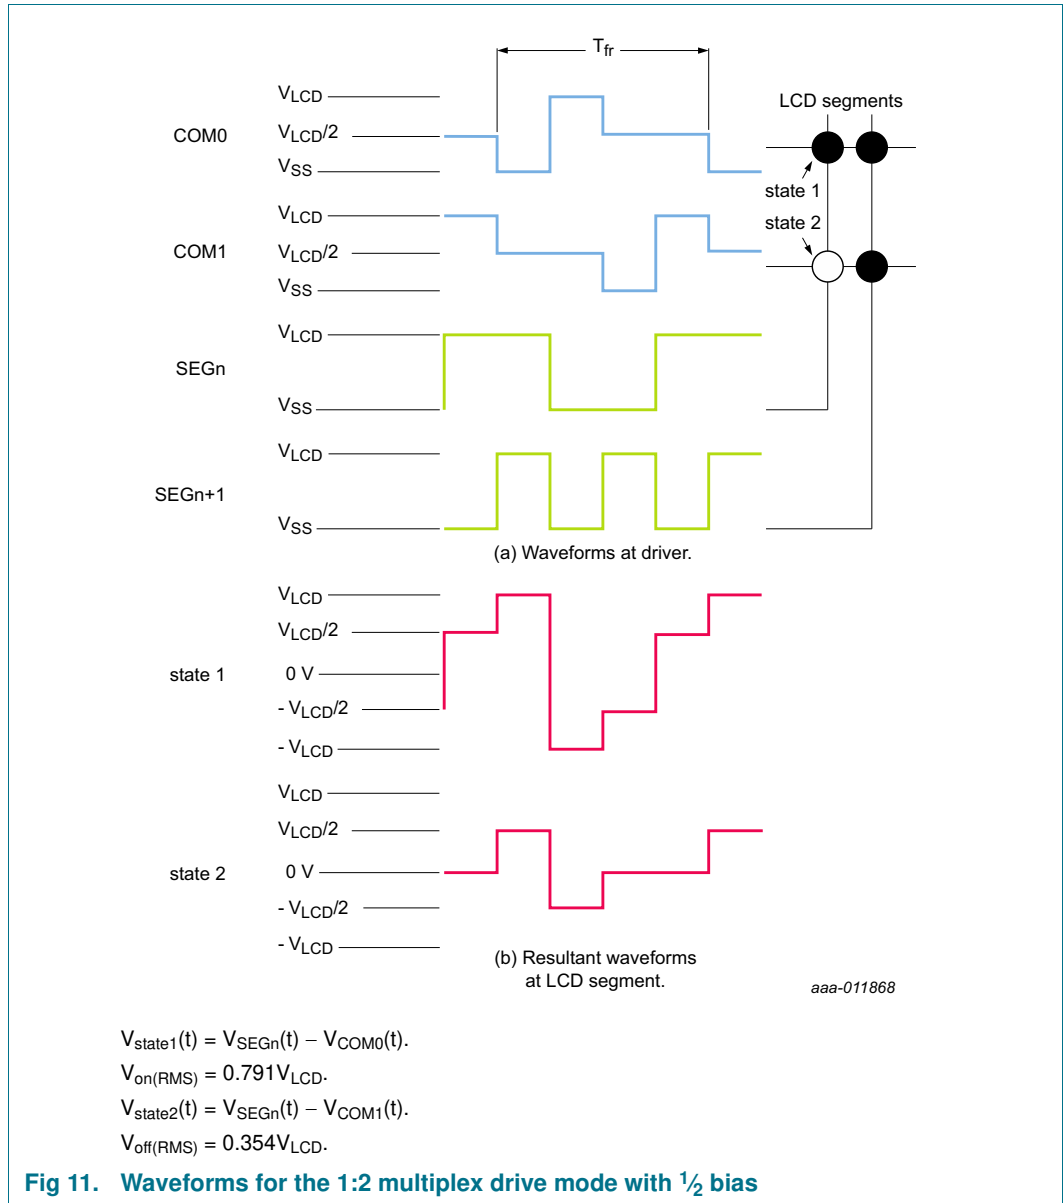 Tfr
VLCD
COM0
VLCD/2
VSS
LCD segments
state 1
VLCD
COM1
VLCD/2
VSS
state 2
VLCD
SEGn
VSS
VLCD
SEGn+1
VSS
(a) Waveforms at driver.
VLCD
VLCD/2
state 1
0 V
- VLCD/2
- VLCD
VLCD
VLCD/2
state 2
0 V
- VLCD/2
- VLCD
(b) Resultant waveforms
at LCD segment.
aaa-011868
Vstate1(t) = VSEGn(t) − VCOM0(t).
Von(RMS) = 0.791VLCD.
Vstate2(t) = VSEGn(t) − VCOM1(t).
Voff(RMS) = 0.354VLCD.
Fig 11. Waveforms for the 1:2 multiplex drive mode with 1⁄2 bias